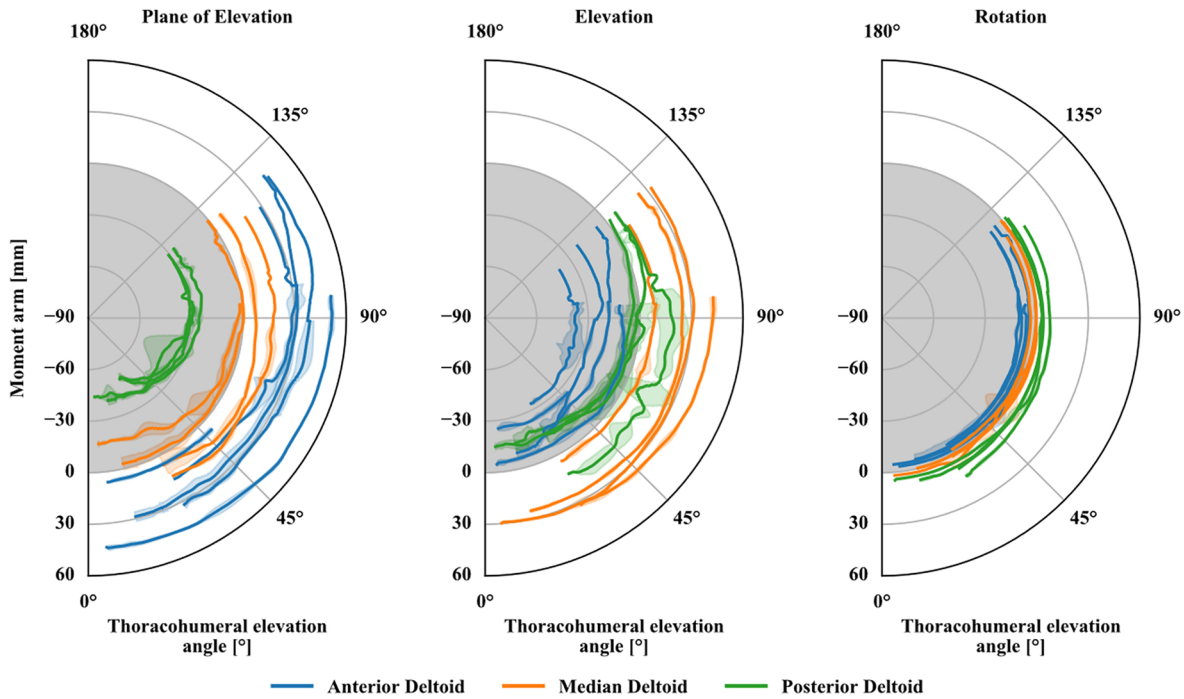 Plane of Elevation
Elevation
Rotation
180°
180°
180°
135°
135°
135°
Moment arm [mm]
−90
90°
−90
90°
−90
90°
−60
−60
−60
−30
−30
−30
0
0
0
45°
45°
45°
30
30
30
60
60
60
0°
0°
0°
Thoracohumeral elevation
angle [°]
Thoracohumeral elevation
angle [°]
Thoracohumeral elevation
angle [°]
Anterior Deltoid
Median Deltoid
Posterior Deltoid